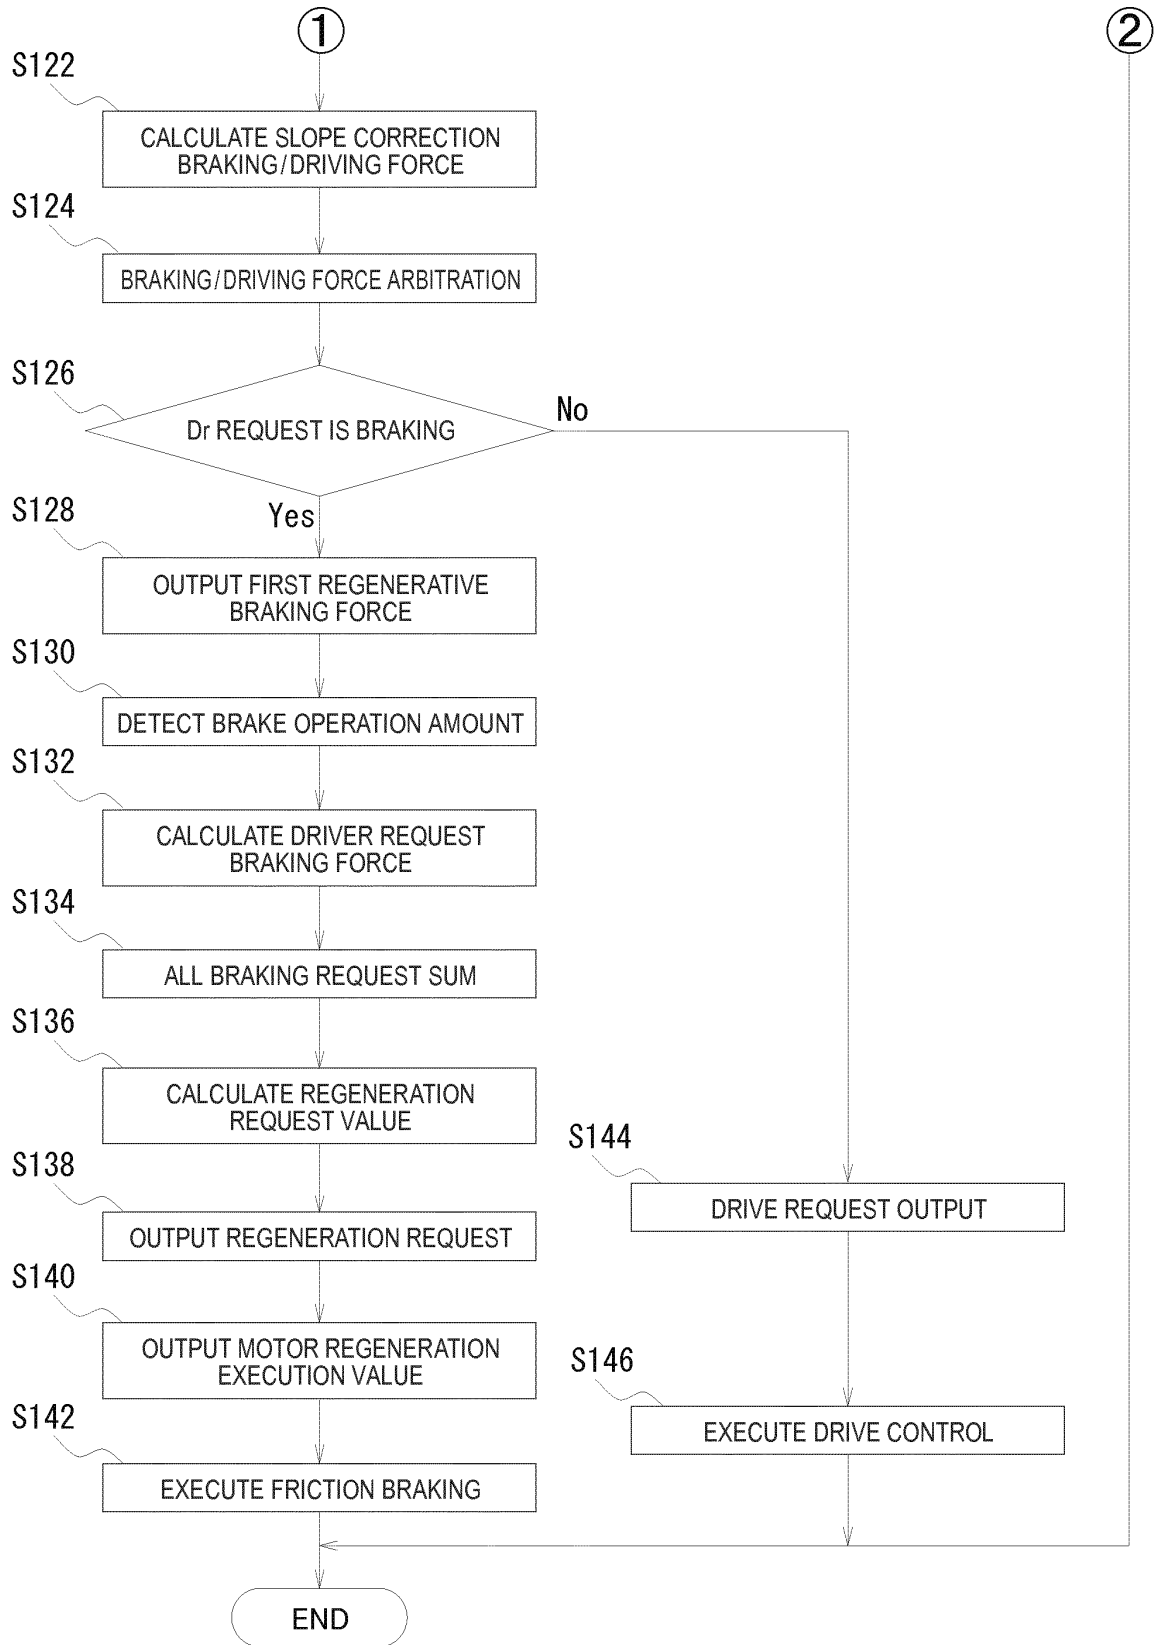 ①
②
S122
CALCULATE SLOPE CORRECTION
BRAKING/DRIVING FORCE
S124
BRAKING/DRIVING FORCE ARBITRATION
S126
Dr REQUEST IS BRAKING
No
Yes
S128
OUTPUT FIRST REGENERATIVE
BRAKING FORCE
S130
DETECT BRAKE OPERATION AMOUNT
S132
CALCULATE DRIVER REQUEST
BRAKING FORCE
S134
ALL BRAKING REQUEST SUM
S136
CALCULATE REGENERATION
REQUEST VALUE
S138
OUTPUT REGENERATION REQUEST
S140
OUTPUT MOTOR REGENERATION
EXECUTION VALUE
S142
EXECUTE FRICTION BRAKING
S144
DRIVE REQUEST OUTPUT
S146
EXECUTE DRIVE CONTROL
END